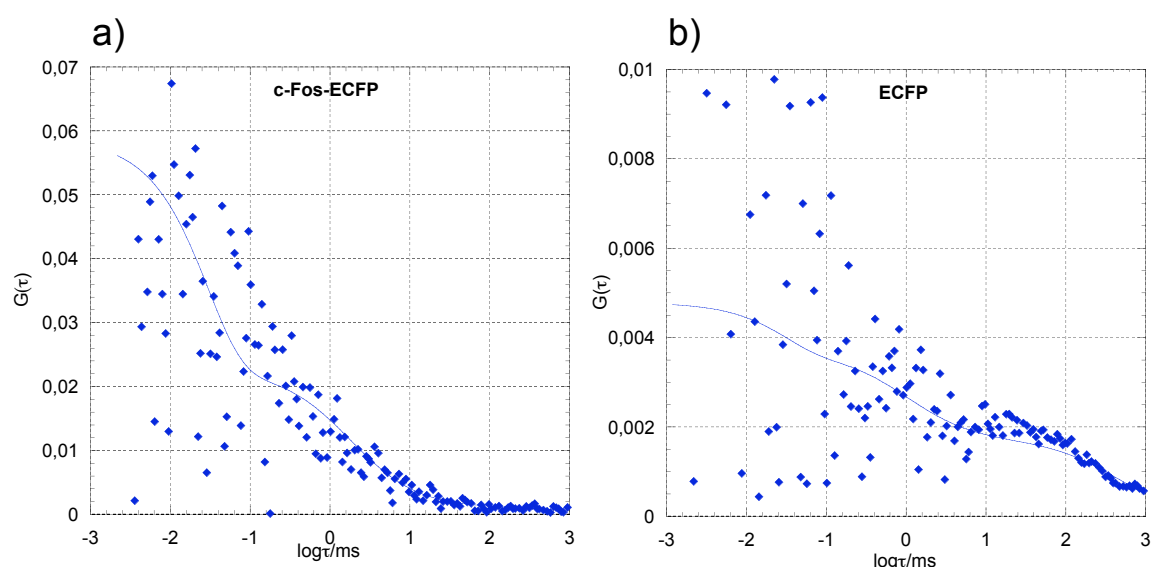 a)
c-Fos-ECFP
0,07
0,06
0,05
0,04
0,03
0,02
0,01
0
G(τ)
-3 -2 -1 0 1 2 3
logτ/ms
b)
ECFP
0,01
0,008
0,006
0,004
0,002
0
G(τ)
-3 -2 -1 0 1 2 3
logτ/ms